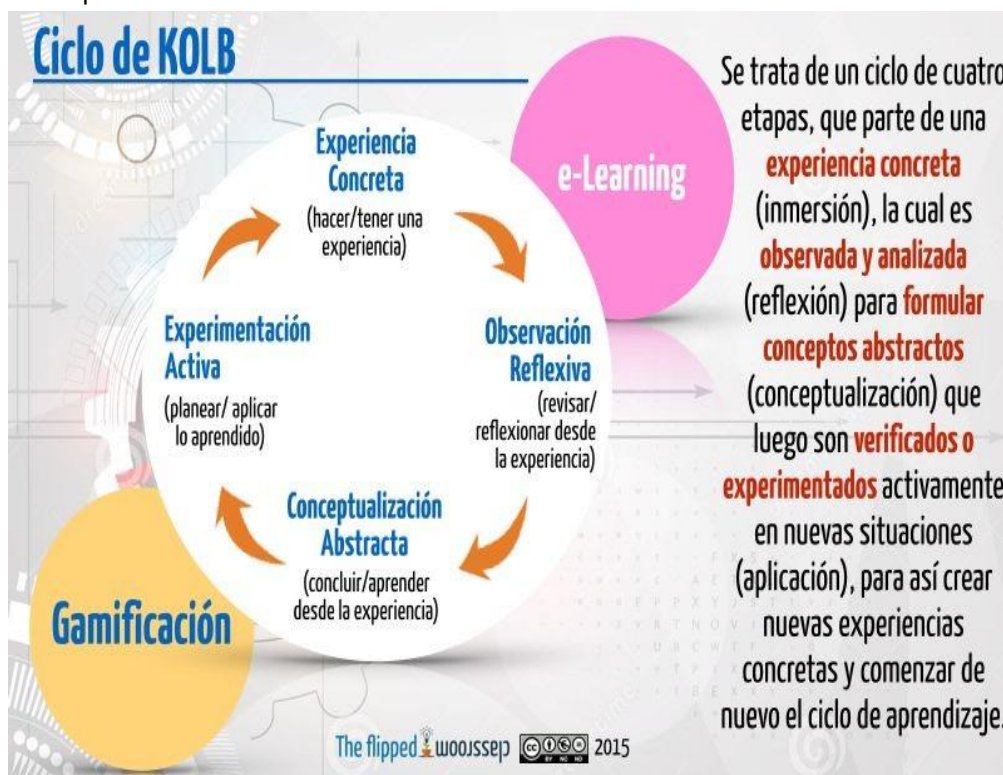 Ciclo de KOLB
Experiencia
Concreta
(hacer/tener una
experiencia)
Observación
Reflexiva
(revisar/
reflexionar desde
la experiencia)
Conceptualización
Abstracta
(concluir/aprender
desde la experiencia)
Experimentación
Activa
(planear/ aplicar
lo aprendido)
e-Learning
Gamificación
Se trata de un ciclo de cuatro
etapas, que parte de una
experiencia concreta
(inmersión), la cual es
observada y analizada
(reflexión) para formular
conceptos abstractos
(conceptualización) que
luego son verificados o
experimentados activamente
en nuevas situaciones
(aplicación), para así crear
nuevas experiencias
concretas y comenzar de
nuevo el ciclo de aprendizaje.
The flipped classroom cc BY NC ND 2015